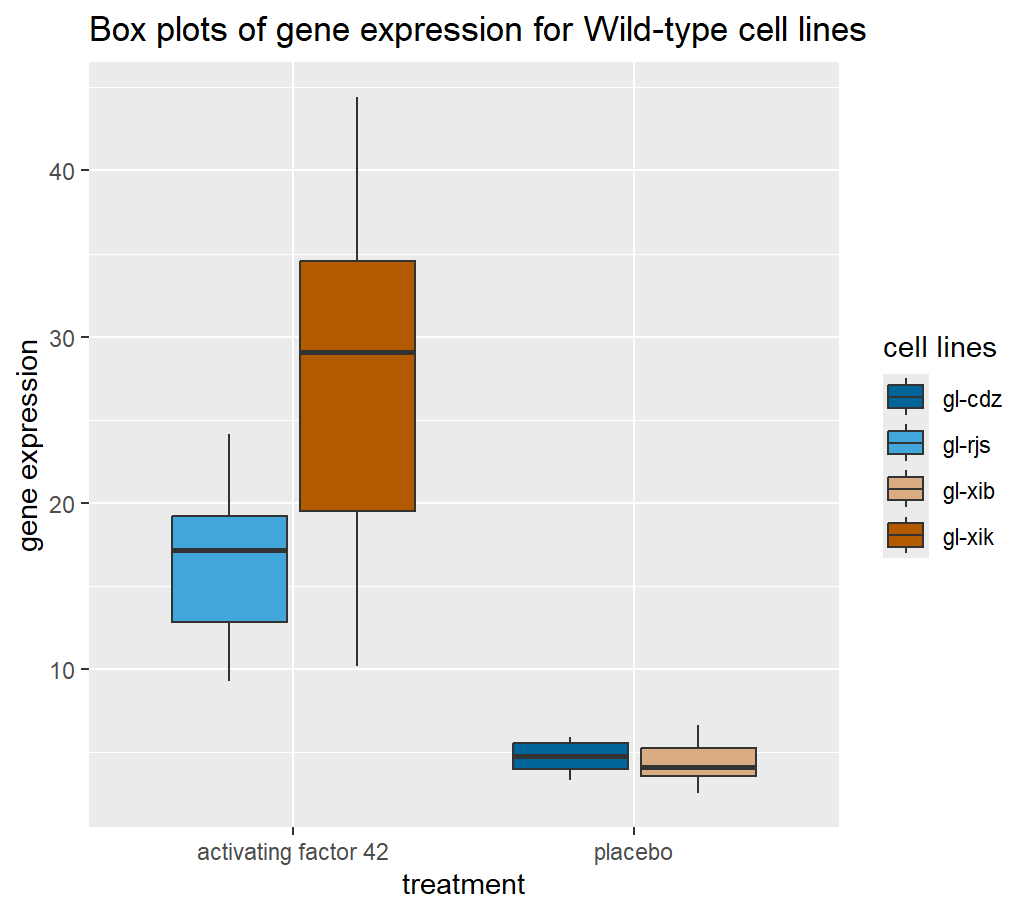 Box plots of gene expression for Wild-type cell lines
gene expression
40
30
20
10
activating factor 42
placebo
treatment
cell lines
gl-cdz
gl-rjs
gl-xib
gl-xik